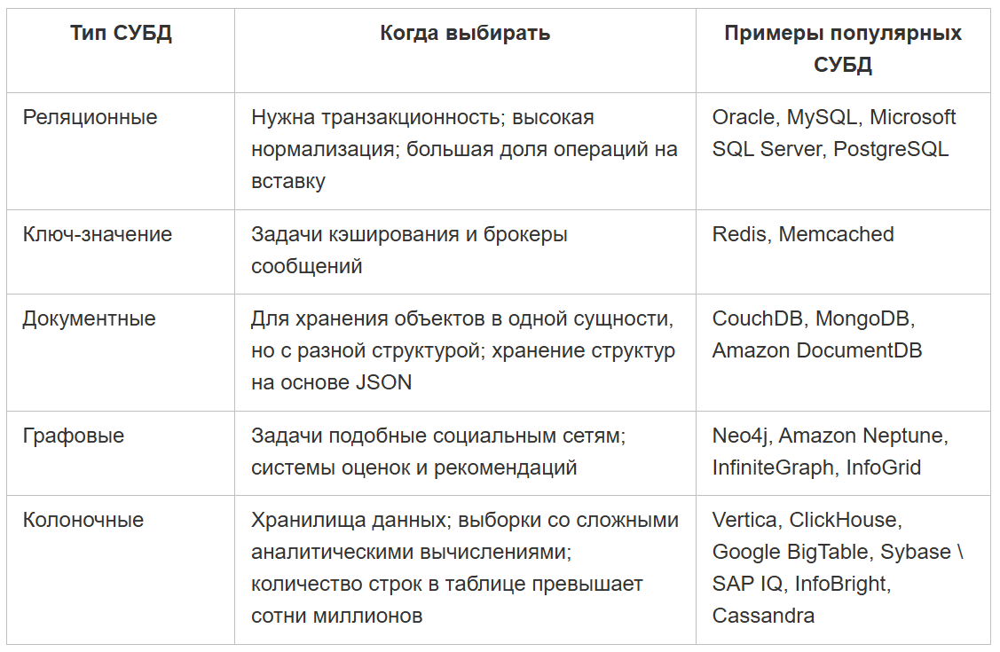 Тип СУБД
Когда выбирать
Примеры популярных
СУБД
Реляционные
Нужна транзакционность; высокая
нормализация; большая доля операций на
вставку
Oracle, MySQL, Microsoft
SQL Server, PostgreSQL
Ключ-значение
Задачи кэширования и брокеры
сообщений
Redis, Memcached
Документные
Для хранения объектов в одной сущности,
но с разной структурой; хранение структур
на основе JSON
CouchDB, MongoDB,
Amazon DocumentDB
Графовые
Задачи подобные социальным сетям;
системы оценок и рекомендаций
Neo4j, Amazon Neptune,
InfiniteGraph, InfoGrid
Колоночные
Хранилища данных; выборки со сложными
аналитическими вычислениями;
количество строк в таблице превышает
сотни миллионов
Vertica, ClickHouse,
Google BigTable, Sybase \
SAP IQ, InfoBright,
Cassandra